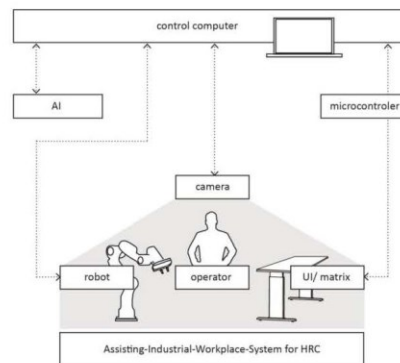 control computer
AI
microcontroler
camera
robot
operator
UI/ matrix
Assisting-Industrial-Workplace-System for HRC